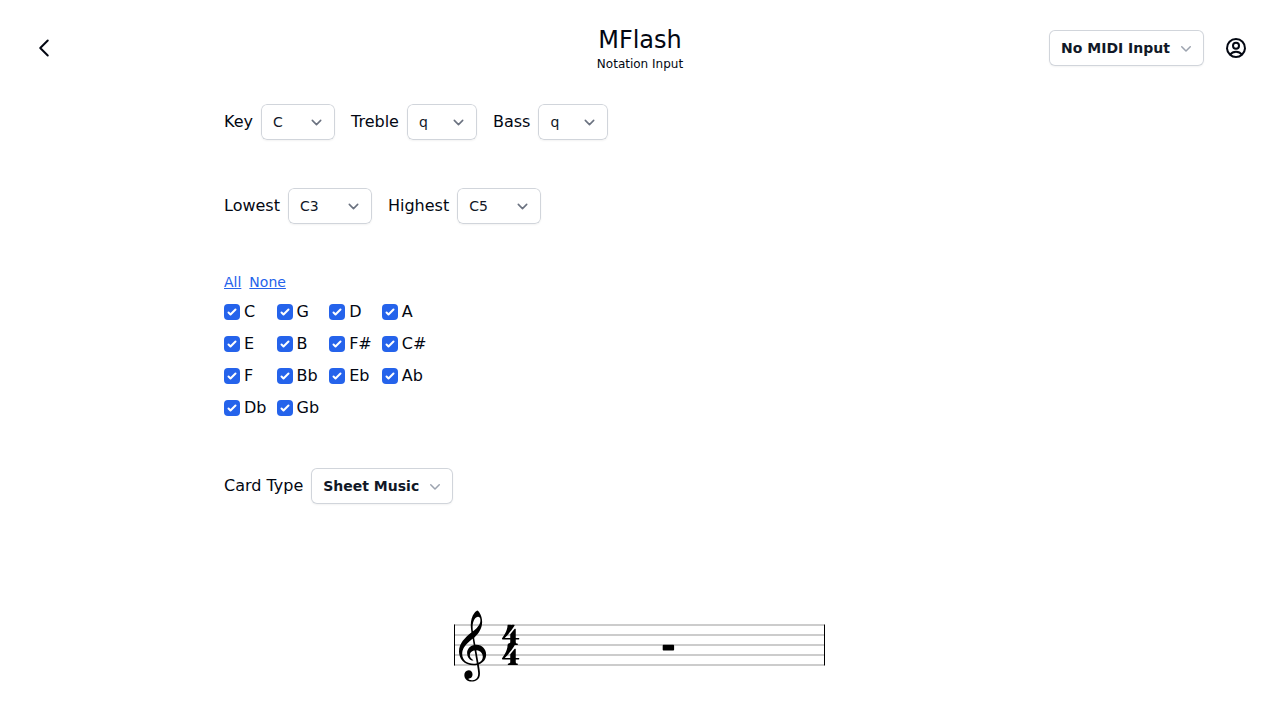 MFlash
Notation Input
No MIDI Input
Key C Treble q Bass q
Lowest C3 Highest C5
All None
C G D A
E B F# C#
F Bb Eb Ab
Db Gb
Card Type Sheet Music
4
4